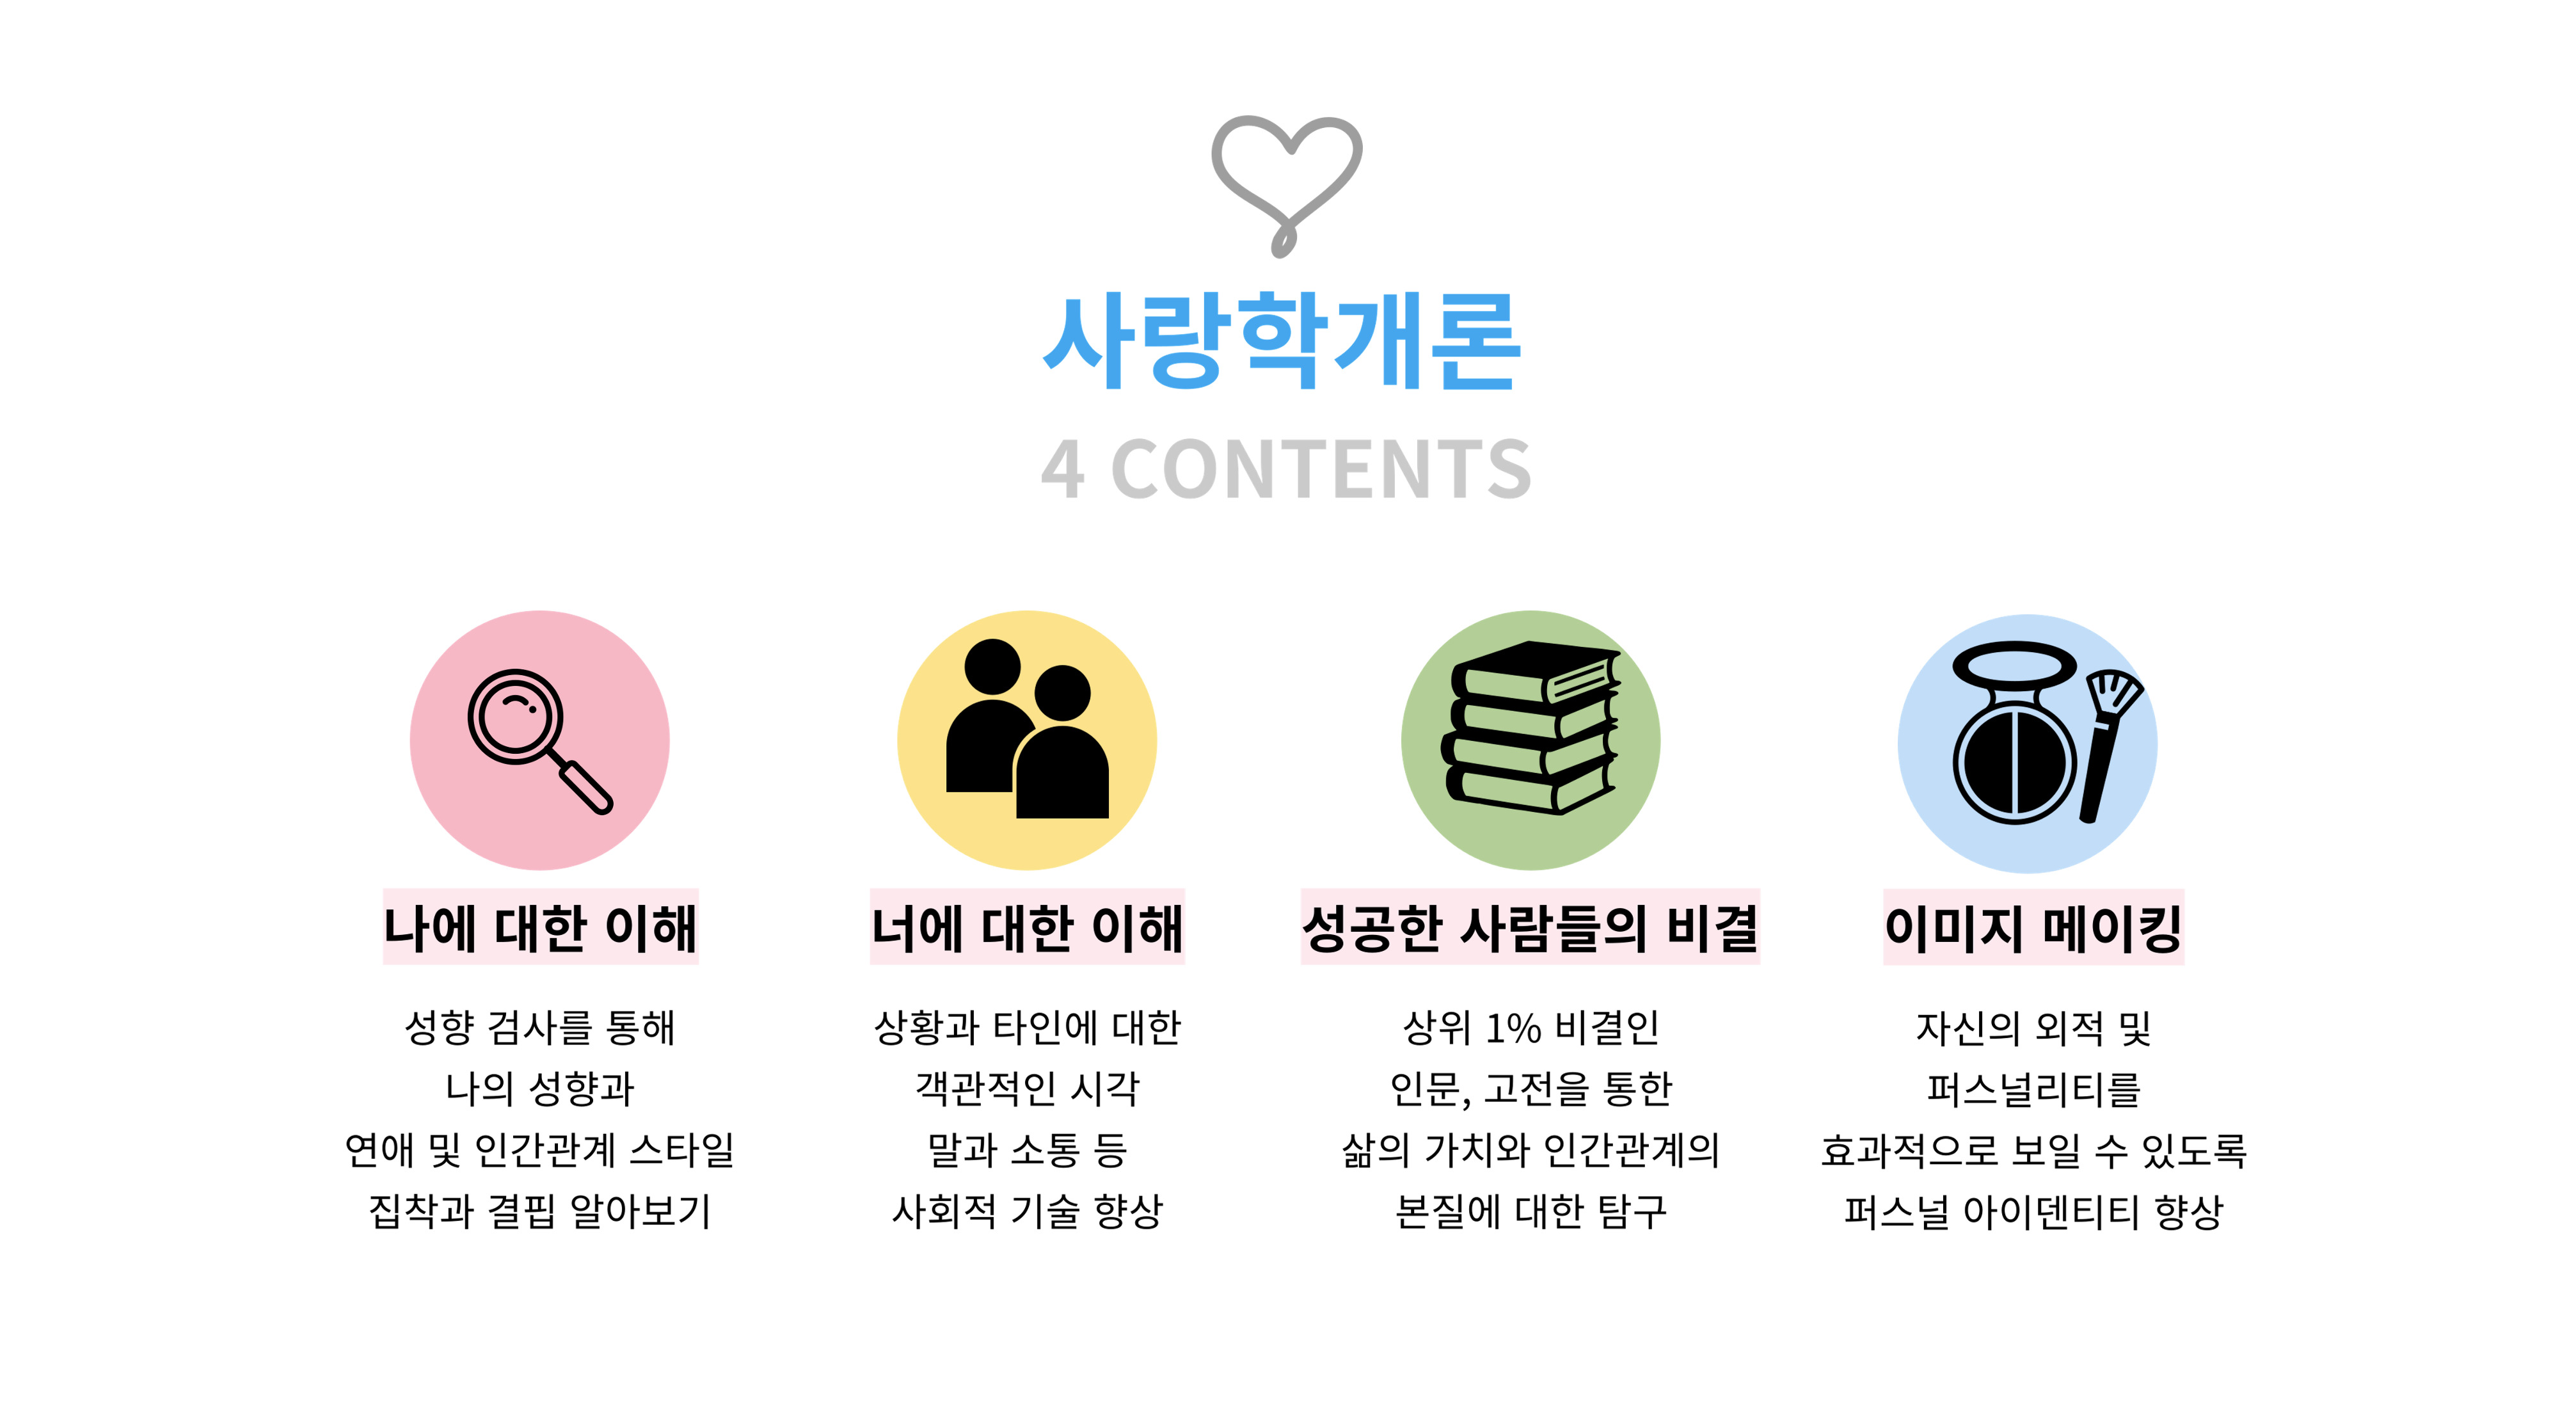 사랑학개론
4 CONTENTS
나에 대한 이해
성향 검사를 통해
나의 성향과
연애 및 인간관계 스타일
집착과 결핍 알아보기
너에 대한 이해
상황과 타인에 대한
객관적인 시각
말과 소통 등
사회적 기술 향상
성공한 사람들의 비결
상위 1% 비결인
인문, 고전을 통한
삶의 가치와 인간관계의
본질에 대한 탐구
이미지 메이킹
자신의 외적 및
퍼스널리티를
효과적으로 보일 수 있도록
퍼스널 아이덴티티 향상